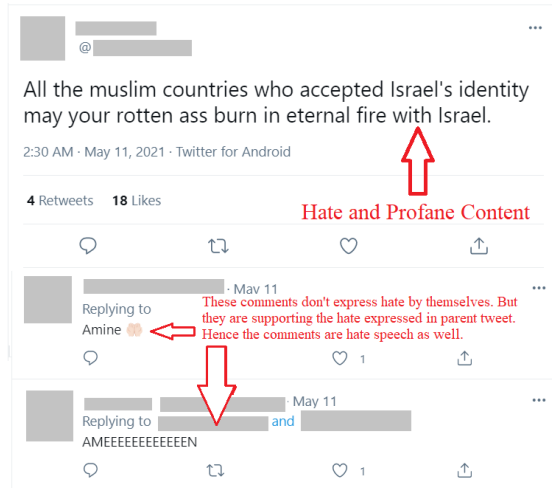 @
All the muslim countries who accepted Israel's identity
may your rotten ass burn in eternal fire with Israel.
2:30 AM · May 11, 2021 · Twitter for Android
4 Retweets 18 Likes
Hate and Profane Content
· May 11
Replying to
These comments don't express hate by themselves. But
they are supporting the hate expressed in parent tweet.
Hence the comments are hate speech as well.
Amine 🤲🏻
1
· May 11
Replying to and
AMEEEEEEEEEEEN
1